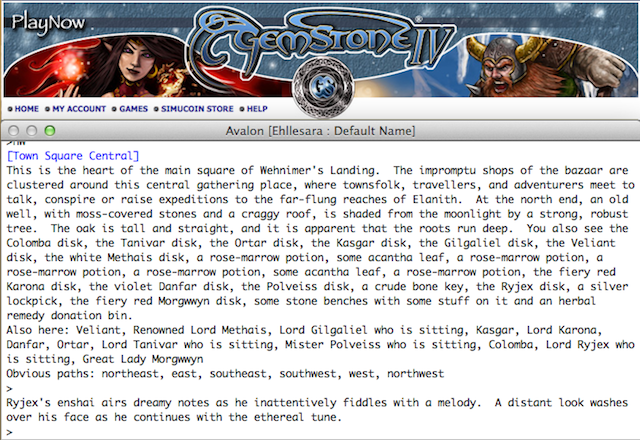 PlayNow
GEMSTONE IV
HOME MY ACCOUNT GAMES SIMUCOIN STORE HELP
Avalon [Ehllesara : Default Name]
>nw
[Town Square Central]
This is the heart of the main square of Wehnimer's Landing.  The impromptu shops of the bazaar are
clustered around this central gathering place, where townsfolk, travellers, and adventurers meet to
talk, conspire or raise expeditions to the far-flung reaches of Elanith.  At the north end, an old
well, with moss-covered stones and a craggy roof, is shaded from the moonlight by a strong, robust
tree.  The oak is tall and straight, and it is apparent that the roots run deep.  You also see the
Colomba disk, the Tanivar disk, the Ortar disk, the Kasgar disk, the Gilgaliel disk, the Veliant
disk, the white Methais disk, a rose-marrow potion, some acantha leaf, a rose-marrow potion, a
rose-marrow potion, a rose-marrow potion, some acantha leaf, a rose-marrow potion, the fiery red
Karona disk, the violet Danfar disk, the Polveiss disk, a crude bone key, the Ryjex disk, a silver
lockpick, the fiery red Morgwwyn disk, some stone benches with some stuff on it and an herbal
remedy donation bin.
Also here: Veliant, Renowned Lord Methais, Lord Gilgaliel who is sitting, Kasgar, Lord Karona,
Danfar, Ortar, Lord Tanivar who is sitting, Mister Polveiss who is sitting, Colomba, Lord Ryjex who
is sitting, Great Lady Morgwwyn
Obvious paths: northeast, east, southeast, southwest, west, northwest
>
Ryjex's enshai airs dreamy notes as he inattentively fiddles with a melody.  A distant look washes
over his face as he continues with the ethereal tune.
>